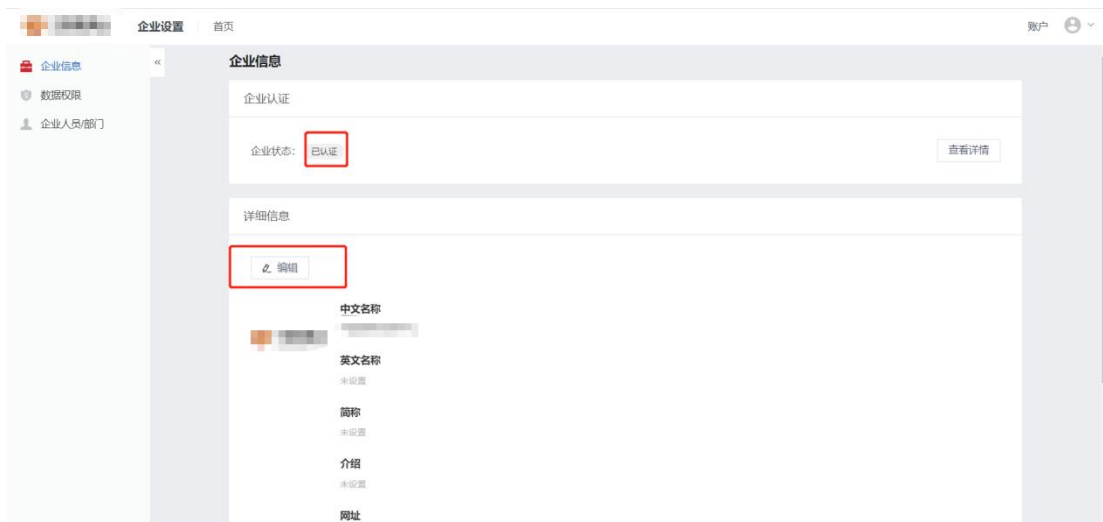 企业设置 首页 账户
企业信息
数据权限
企业人员/部门
«
企业信息
企业认证
企业状态: 已认证 查看详情
详细信息
编辑
中文名称
英文名称
未设置
简称
未设置
介绍
未设置
网址